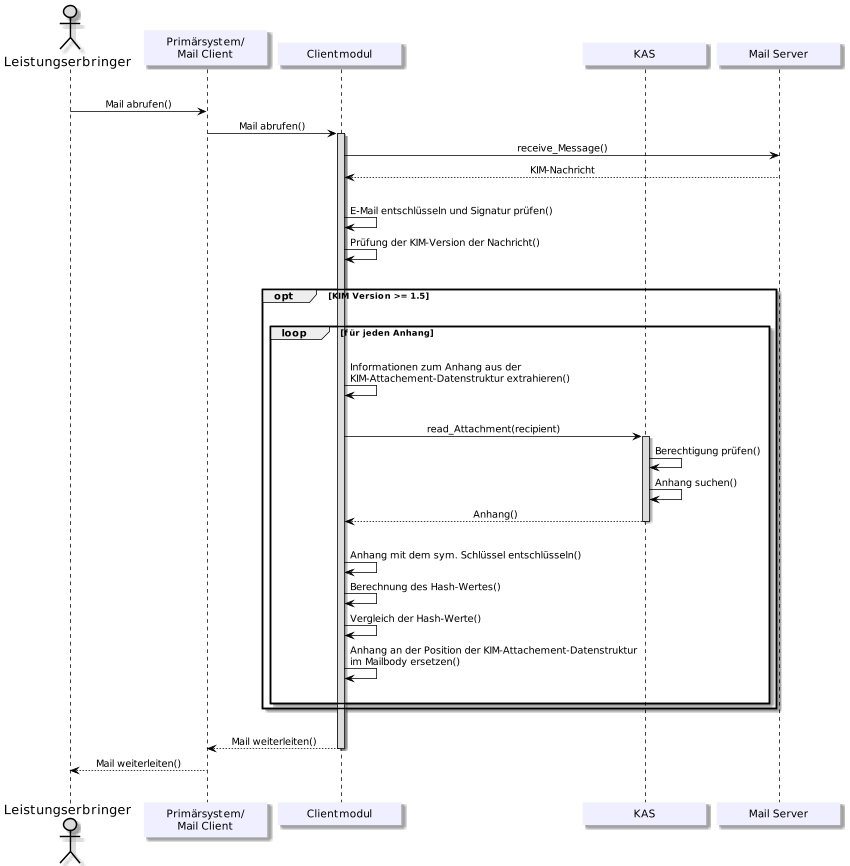 Leistungserbringer
Primärsystem/
Mail Client
Clientmodul
KAS
Mail Server
Mail abrufen()
Mail abrufen()
receive_Message()
KIM-Nachricht
E-Mail entschlüsseln und Signatur prüfen()
Prüfung der KIM-Version der Nachricht()
opt
[KIM Version >= 1.5]
loop
[für jeden Anhang]
Informationen zum Anhang aus der
KIM-Attachement-Datenstruktur extrahieren()
read_Attachment(recipient)
Berechtigung prüfen()
Anhang suchen()
Anhang()
Anhang mit dem sym. Schlüssel entschlüsseln()
Berechnung des Hash-Wertes()
Vergleich der Hash-Werte()
Anhang an der Position der KIM-Attachement-Datenstruktur
im Mailbody ersetzen()
Mail weiterleiten()
Mail weiterleiten()
Leistungserbringer
Primärsystem/
Mail Client
Clientmodul
KAS
Mail Server